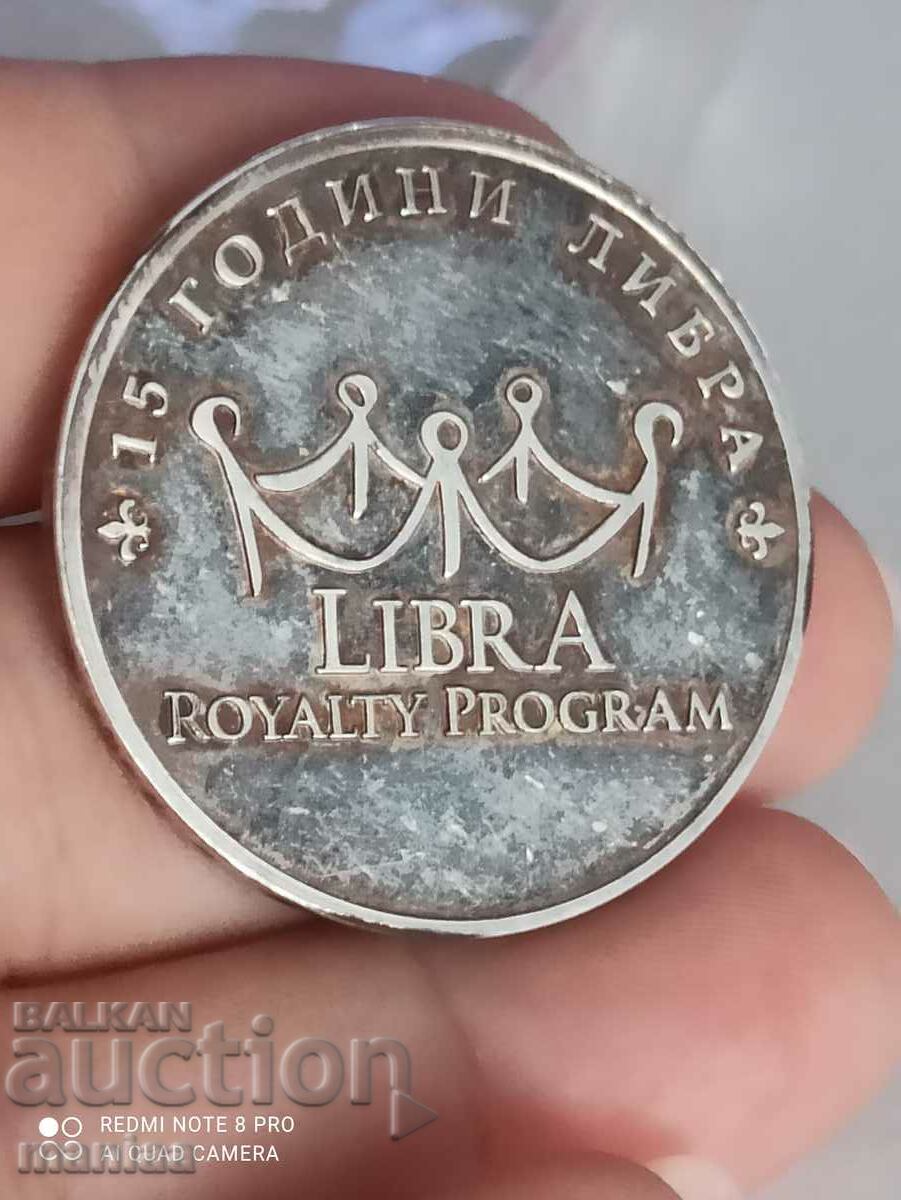 15 ГОДИНИ ЛИБРА
LIBRA
ROYALTY PROGRAM
BALKAN
auction
REDMI NOTE 8 PRO
AI QUAD CAMERA